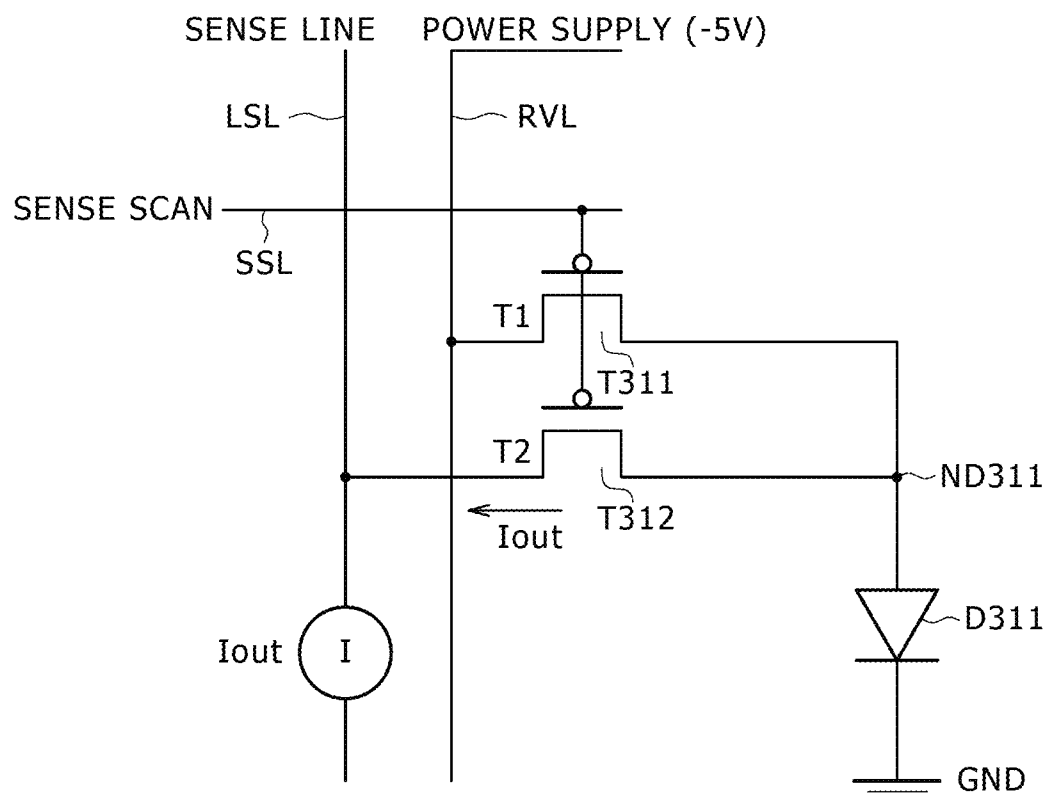 SENSE LINE
POWER SUPPLY (-5V)
LSL
RVL
SENSE SCAN
SSL
T1
T311
T2
ND311
T312
Iout
D311
Iout
I
GND